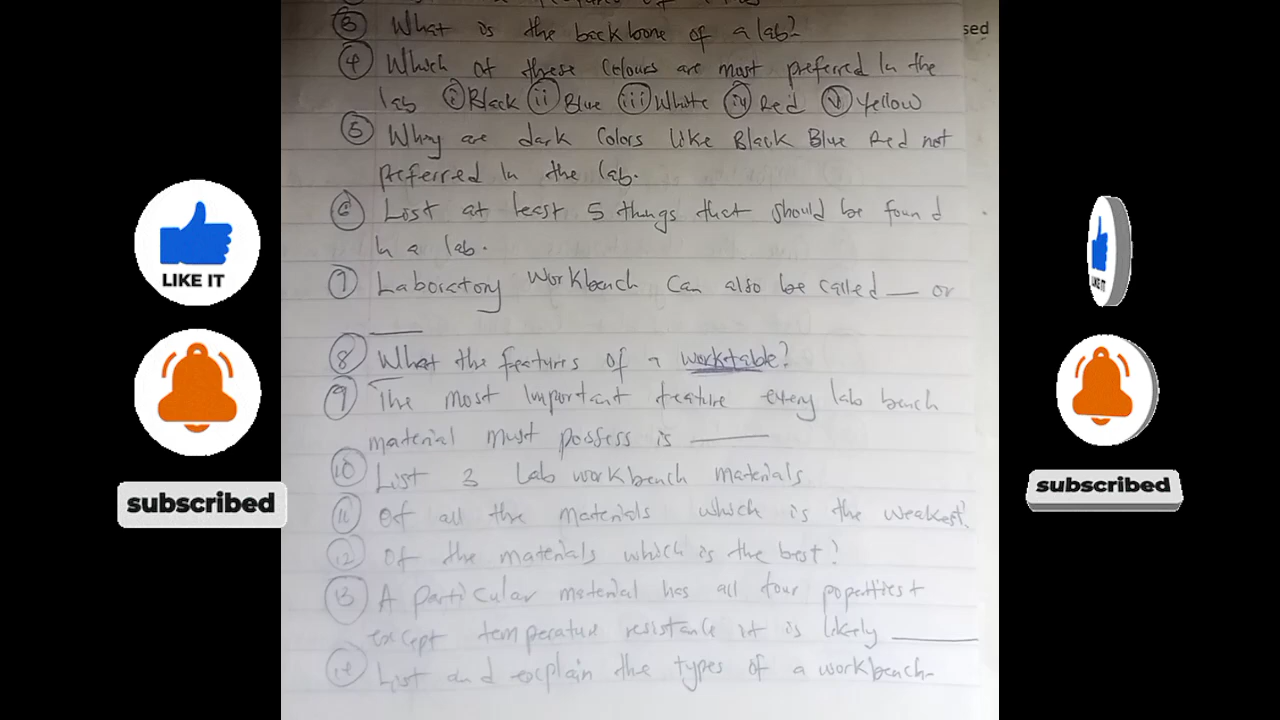 ③ What is the backbone of a lab?
sed
④ Which of these colours are most preferred in the
lab ⓘ Black ⓘⓘ Blue ⓘⓘⓘ White ⓘⓥ Red ⓥ Yellow
⑤ Why are dark colors like Black Blue Red not
preferred in the lab.
⑥ List at least 5 things that should be found
in a lab.
⑦ Laboratory workbench can also be called __ or
__
⑧ What the features of a worktable?
⑨ The most important feature every lab bench
material must possess is ____
⑩ List 3 Lab workbench materials
⑪ Of all the materials which is the weakest?
⑫ Of the materials which is the best?
⑬ A particular material has all four
except temperature resistance it is likely ____
⑭ List and explain the types of a workbench-
LIKE IT
subscribed
LIKE IT
subscribed